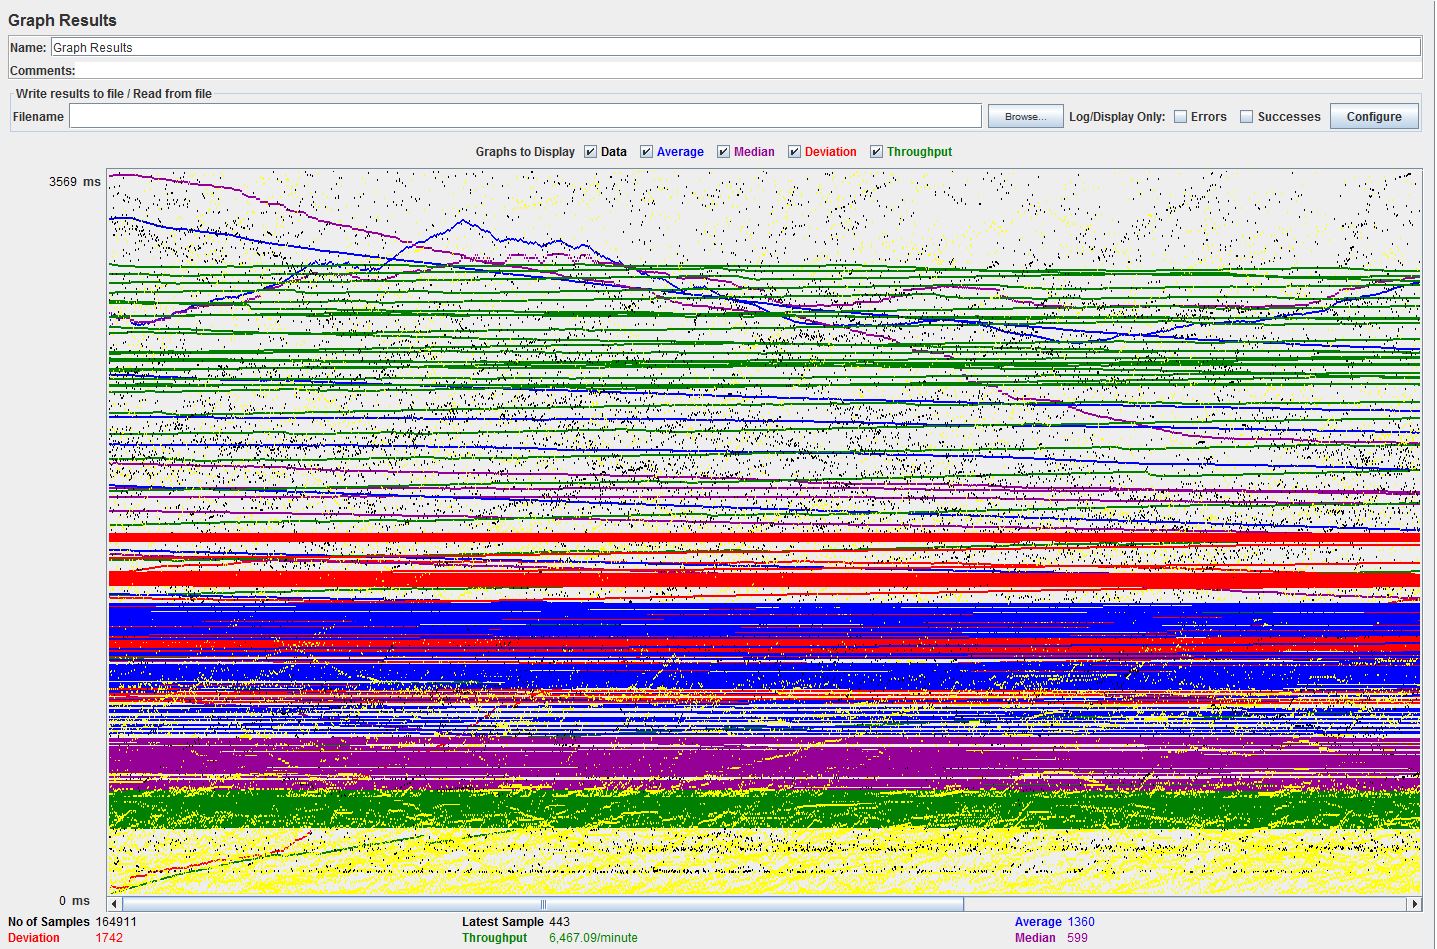 Graph Results
Name: Graph Results
Comments:
Write results to file / Read from file
Filename Browse... Log/Display Only: Errors Successes Configure
Graphs to Display Data Average Median Deviation Throughput
3569 ms
0 ms
No of Samples 164911 Latest Sample 443 Average 1360
Deviation 1742 Throughput 6,467.09/minute Median 599